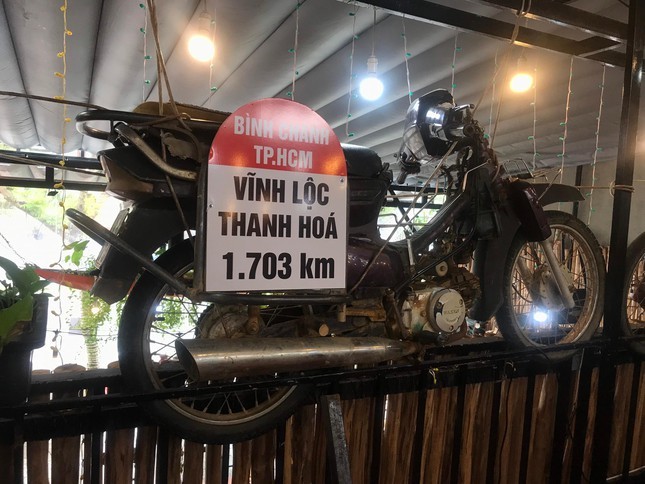 BÌNH CHÁNH
TP.HCM
VĨNH LỘC
THANH HOÁ
1.703 km